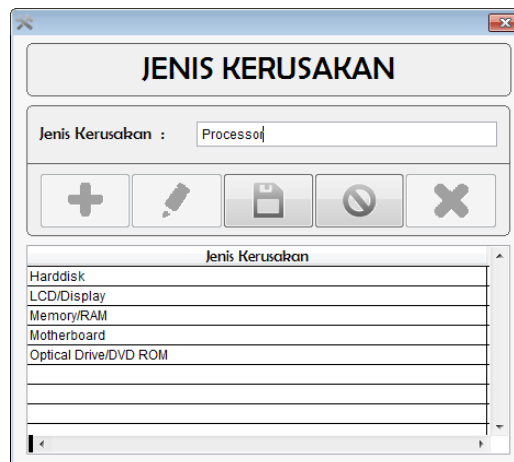 JENIS KERUSAKAN
Jenis Kerusakan : Processor
Jenis Kerusakan
Harddisk
LCD/Display
Memory/RAM
Motherboard
Optical Drive/DVD ROM